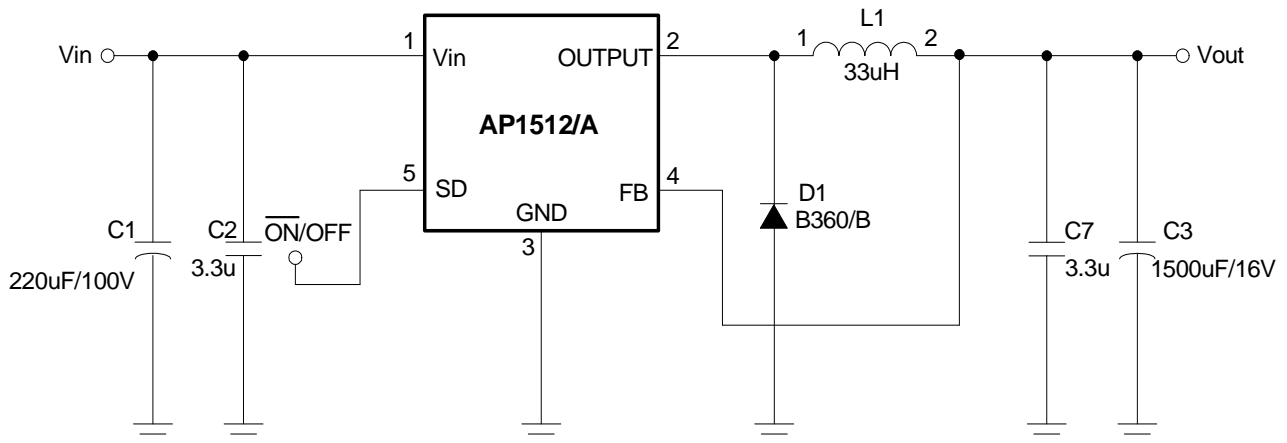 L1
Vin
1
Vin
OUTPUT
2
1
2
33uH
Vout
AP1512/A
5
SD
FB
4
GND
3
D1
B360/B
C1
220uF/100V
C2
3.3u
ON/OFF
C7
3.3u
C3
1500uF/16V